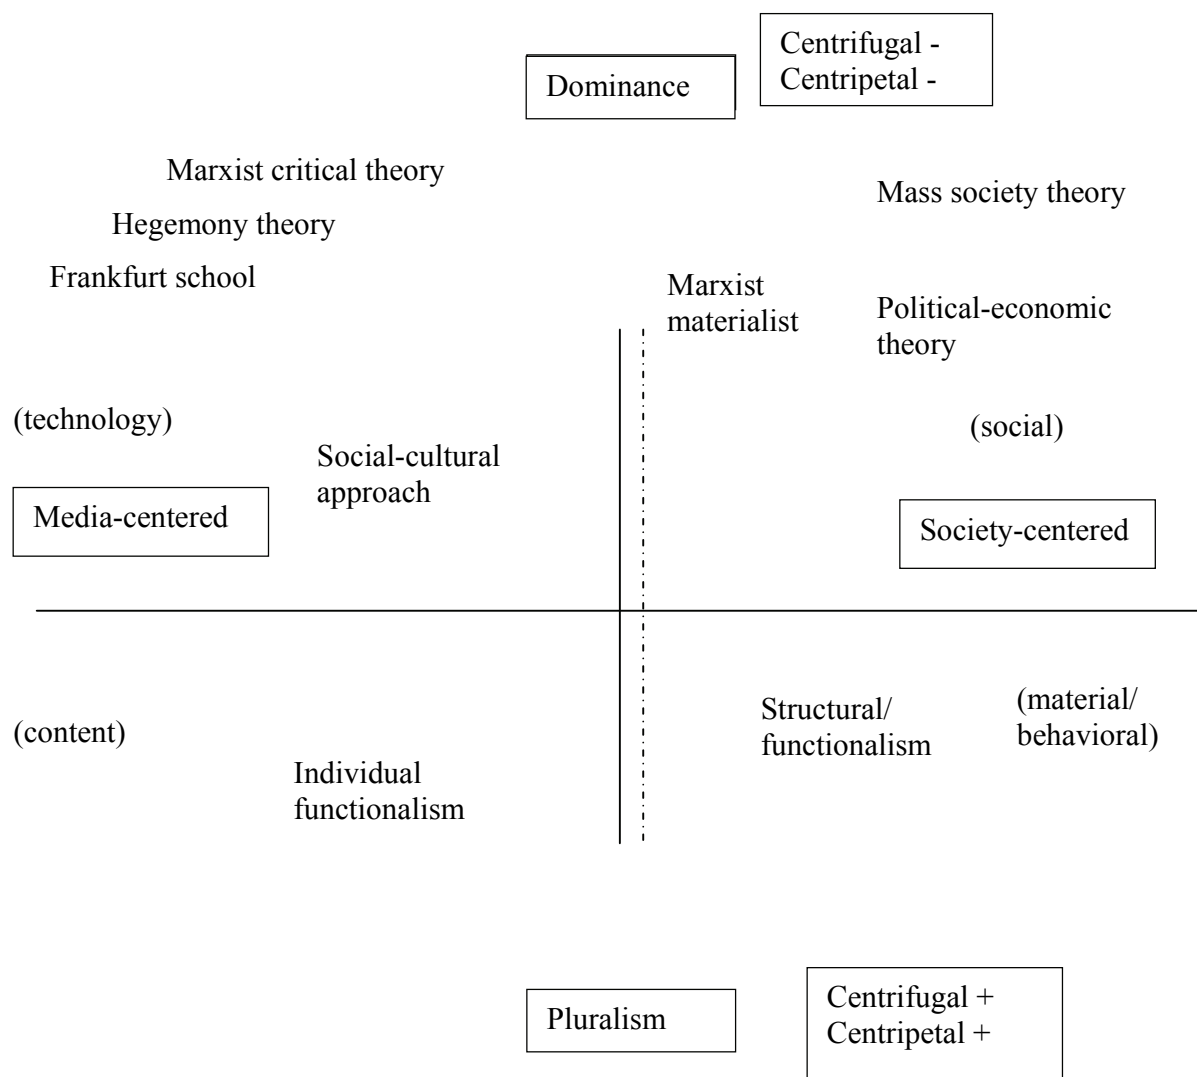 Centrifugal -
Centripetal -
Dominance
Marxist critical theory
Mass society theory
Hegemony theory
Frankfurt school
Marxist
materialist
Political-economic
theory
(technology)
(social)
Social-cultural
approach
Media-centered
Society-centered
(content)
Structural/
functionalism
(material/
behavioral)
Individual
functionalism
Pluralism
Centrifugal +
Centripetal +